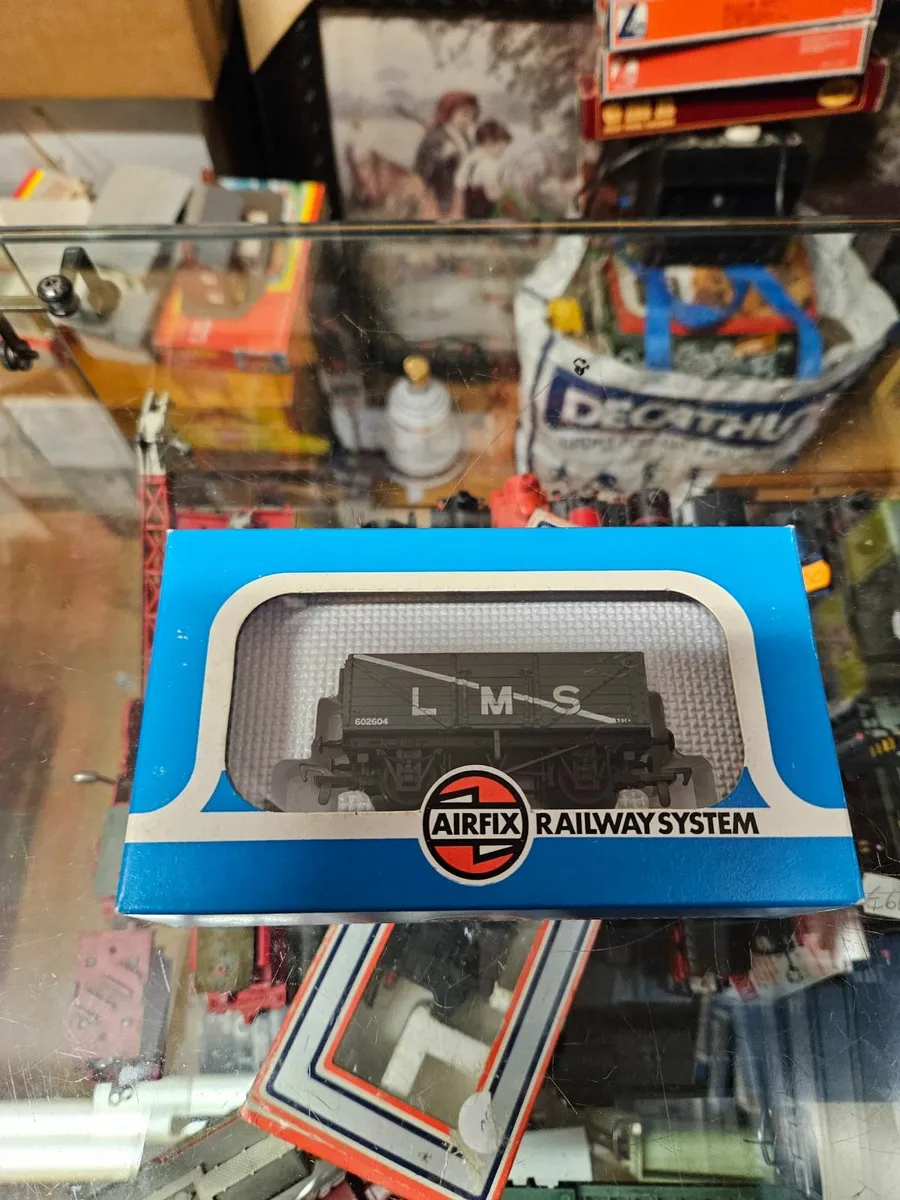 DECATHL
L M S
602604
AIRFIX RAILWAY SYSTEM